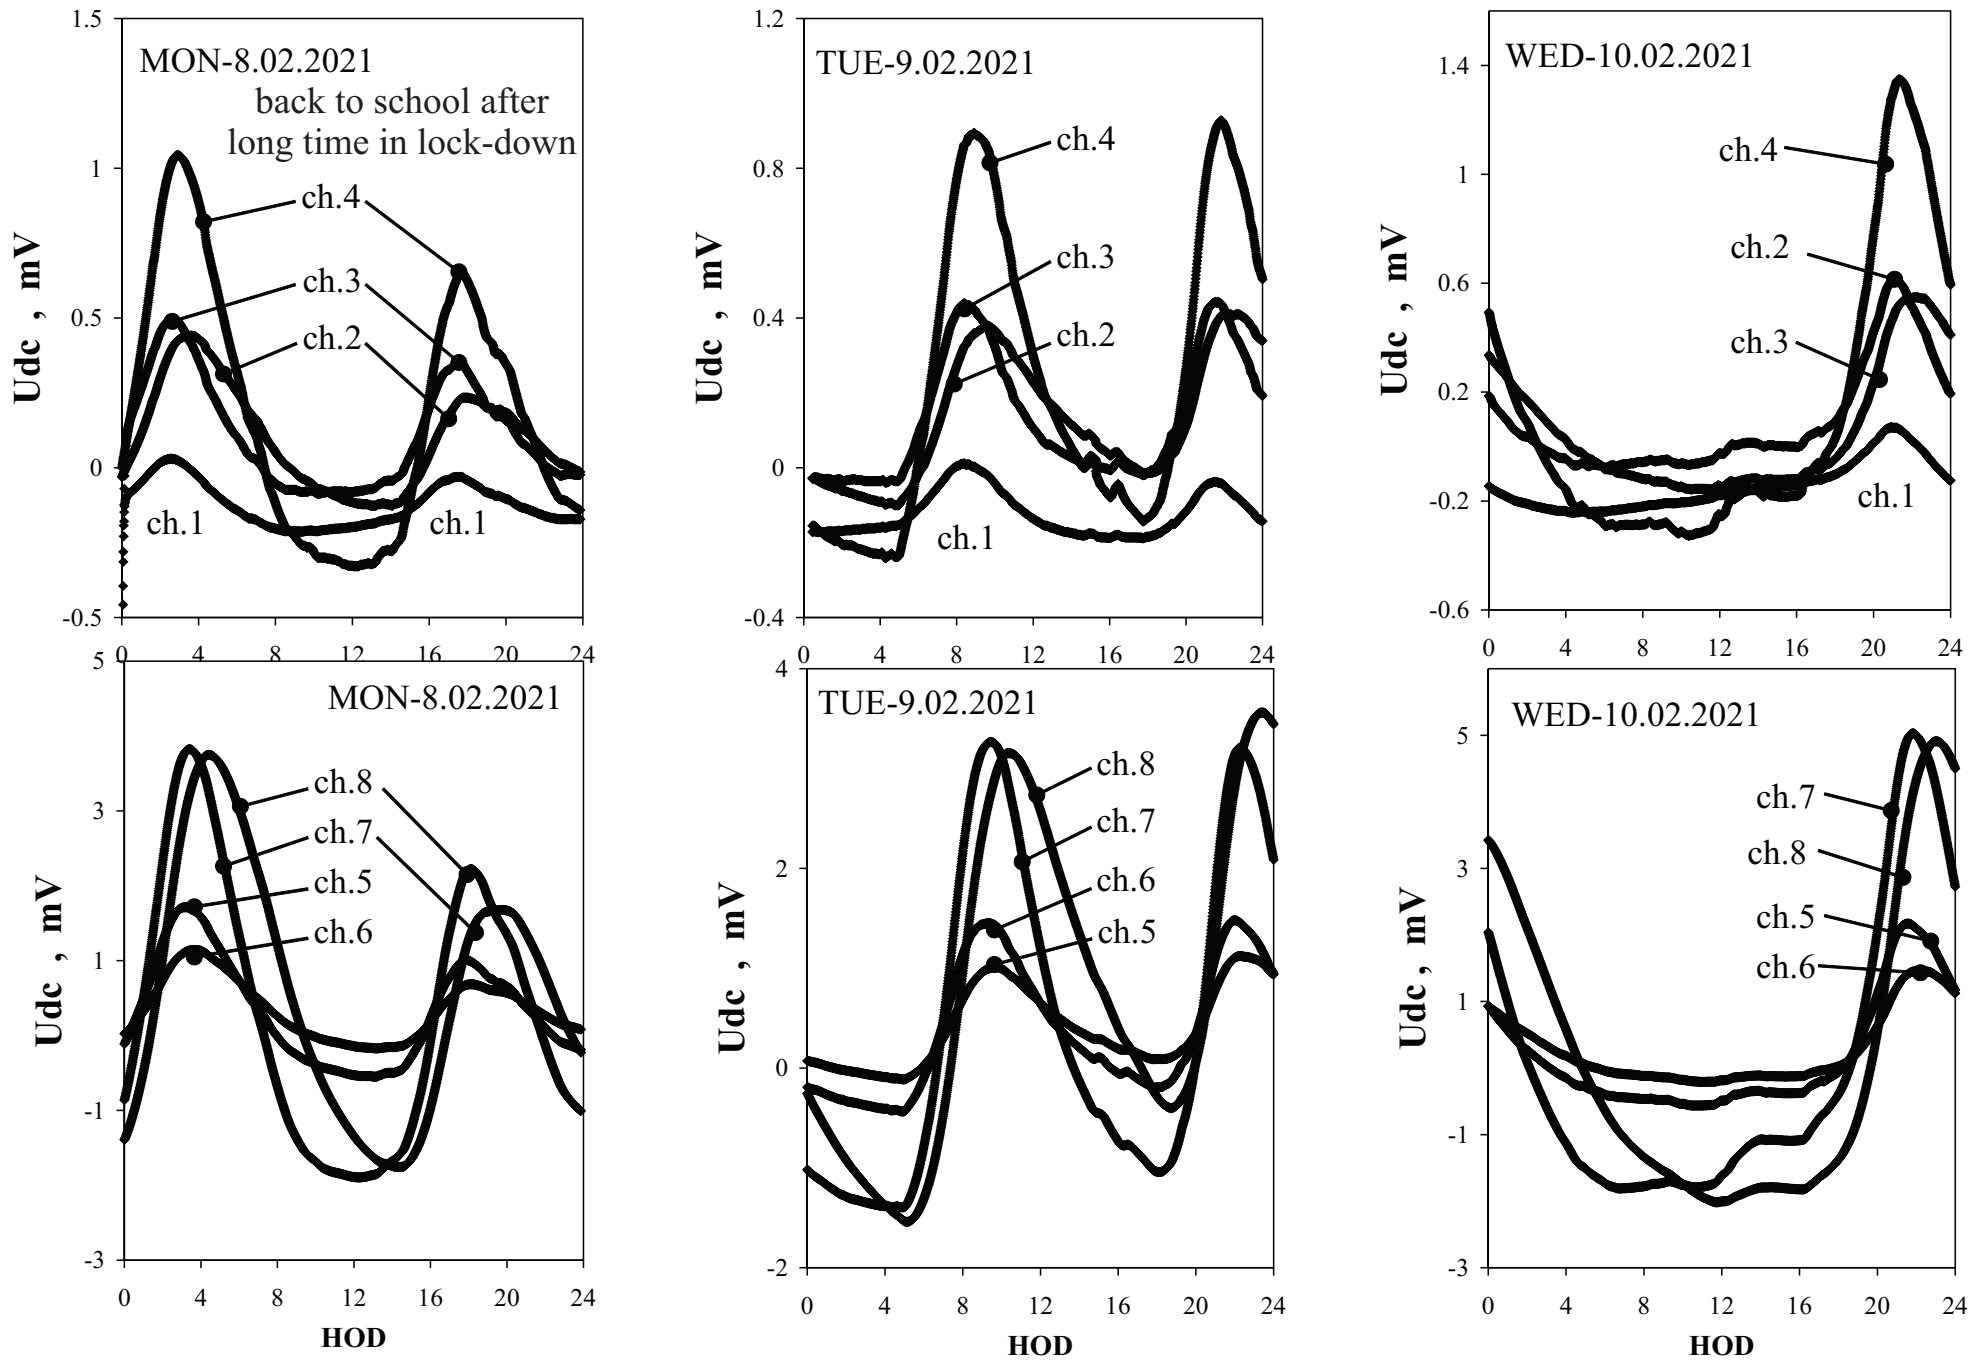 1.5
1
0.5
0
-0.5
Udc , mV
MON-8.02.2021
back to school after
long time in lock-down
ch.4
ch.3
ch.2
ch.1
ch.1
0 4 8 12 16 20 24
1.2
0.8
0.4
0
-0.4
Udc , mV
TUE-9.02.2021
ch.4
ch.3
ch.2
ch.1
0 4 8 12 16 20 24
1.4
1
0.6
0.2
-0.2
-0.6
Udc , mV
WED-10.02.2021
ch.4
ch.2
ch.3
ch.1
0 4 8 12 16 20 24
5
3
1
-1
-3
Udc , mV
MON-8.02.2021
ch.8
ch.7
ch.5
ch.6
0 4 8 12 16 20 24
HOD
4
2
0
-2
Udc , mV
TUE-9.02.2021
ch.8
ch.7
ch.6
ch.5
0 4 8 12 16 20 24
HOD
5
3
1
-1
-3
Udc , mV
WED-10.02.2021
ch.7
ch.8
ch.5
ch.6
0 4 8 12 16 20 24
HOD